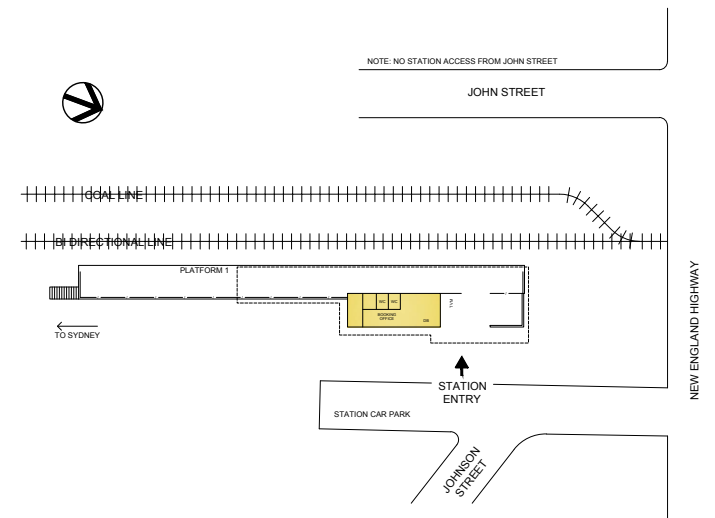 NOTE: NO STATION ACCESS FROM JOHN STREET
JOHN STREET
COAL LINE
BI DIRECTIONAL LINE
PLATFORM 1
WC WC
BOOKING
OFFICE
TVM
TO SYDNEY
NEW ENGLAND HIGHWAY
STATION
ENTRY
STATION CAR PARK
JOHNSON
STREET